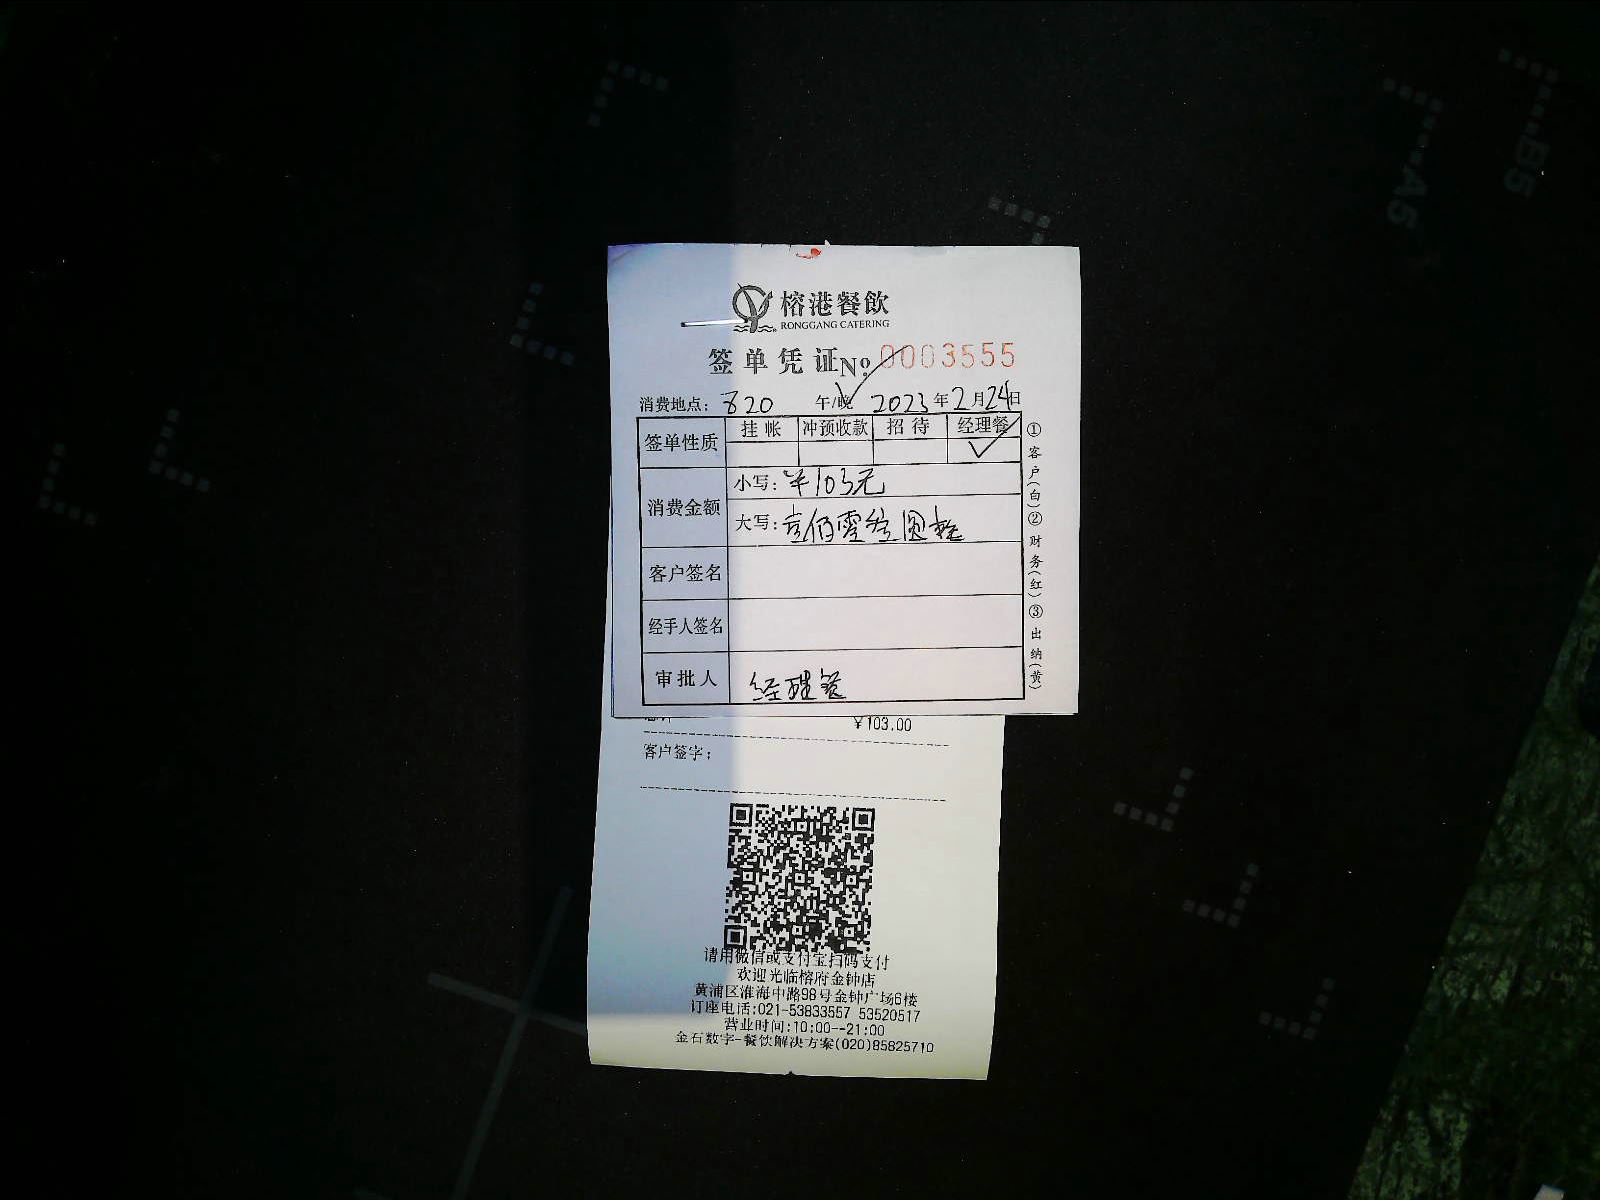 榕港餐飲
RONGGANG CATERING
签单凭证 No 0003555
消费地点: 820 午/晚 2023年2月24日
签单性质 挂帐 冲预收款 招待 经理餐
消费金额 小写: ¥103元
大写: 壹佰零叁圆整
客户签名
经手人签名
审批人 经理餐
①客户(白)②财务(红)③出纳(黄)
¥103.00
客户签字:
请用微信或支付宝扫码支付
欢迎光临榕府金钟店
黄浦区淮海中路98号金钟广场6楼
订座电话:021-53833557 53520517
营业时间:10:00--21:00
金石数字-餐饮解决方案(020)85825710
A5
B5